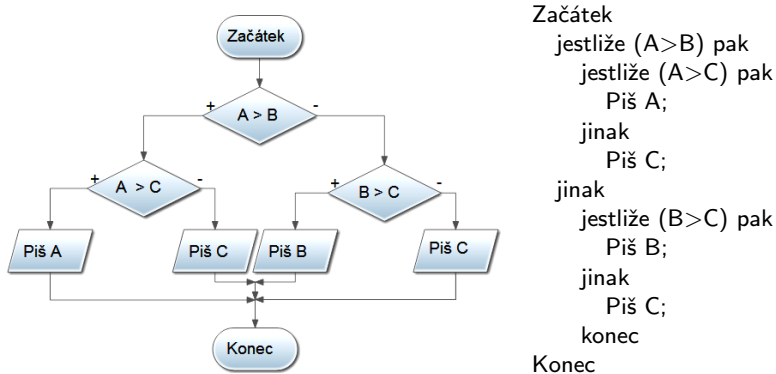 Začátek
+ A > B -
+ A > C -
+ B > C -
Piš A
Piš C
Piš B
Piš C
Konec
Začátek
jestliže (A>B) pak
jestliže (A>C) pak
Piš A;
jinak
Piš C;
jinak
jestliže (B>C) pak
Piš B;
jinak
Piš C;
konec
Konec